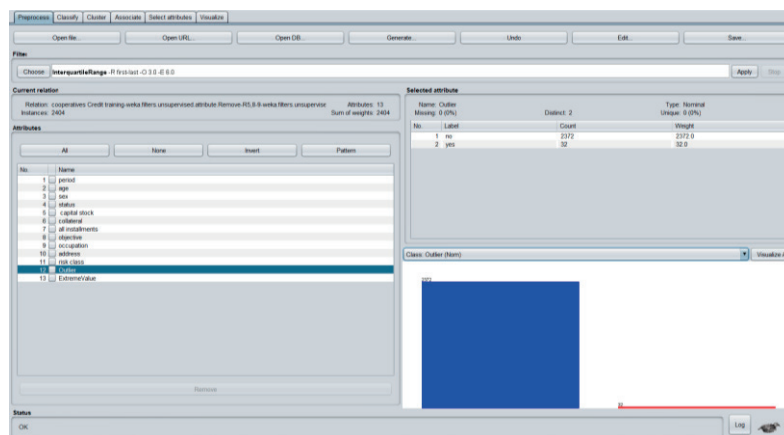 Preprocess Classify Cluster Associate Select attributes Visualize
Open file... Open URL... Open DB... Generate... Undo Edit... Save...
Filter
Choose InterquartileRange -R first-last -O 3.0 -E 6.0 Apply Stop
Current relation
Relation: cooperatives Credit training-weka.filters.unsupervised.attribute.Remove-R5,8-9-weka.filters.unsupervise Attributes: 13
Instances: 2404 Sum of weights: 2404
Attributes
All None Invert Pattern
No. Name
1 period
2 age
3 sex
4 status
5 capital stock
6 collateral
7 all installments
8 objective
9 occupation
10 address
11 risk class
12 Outlier
13 ExtremeValue
Remove
Selected attribute
Name: Outlier Type: Nominal
Missing: 0 (0%) Distinct: 2 Unique: 0 (0%)
No. Label Count Weight
1 no 2372 2372.0
2 yes 32 32.0
Class: Outlier (Nom) Visualize
2372
32
Status
OK Log